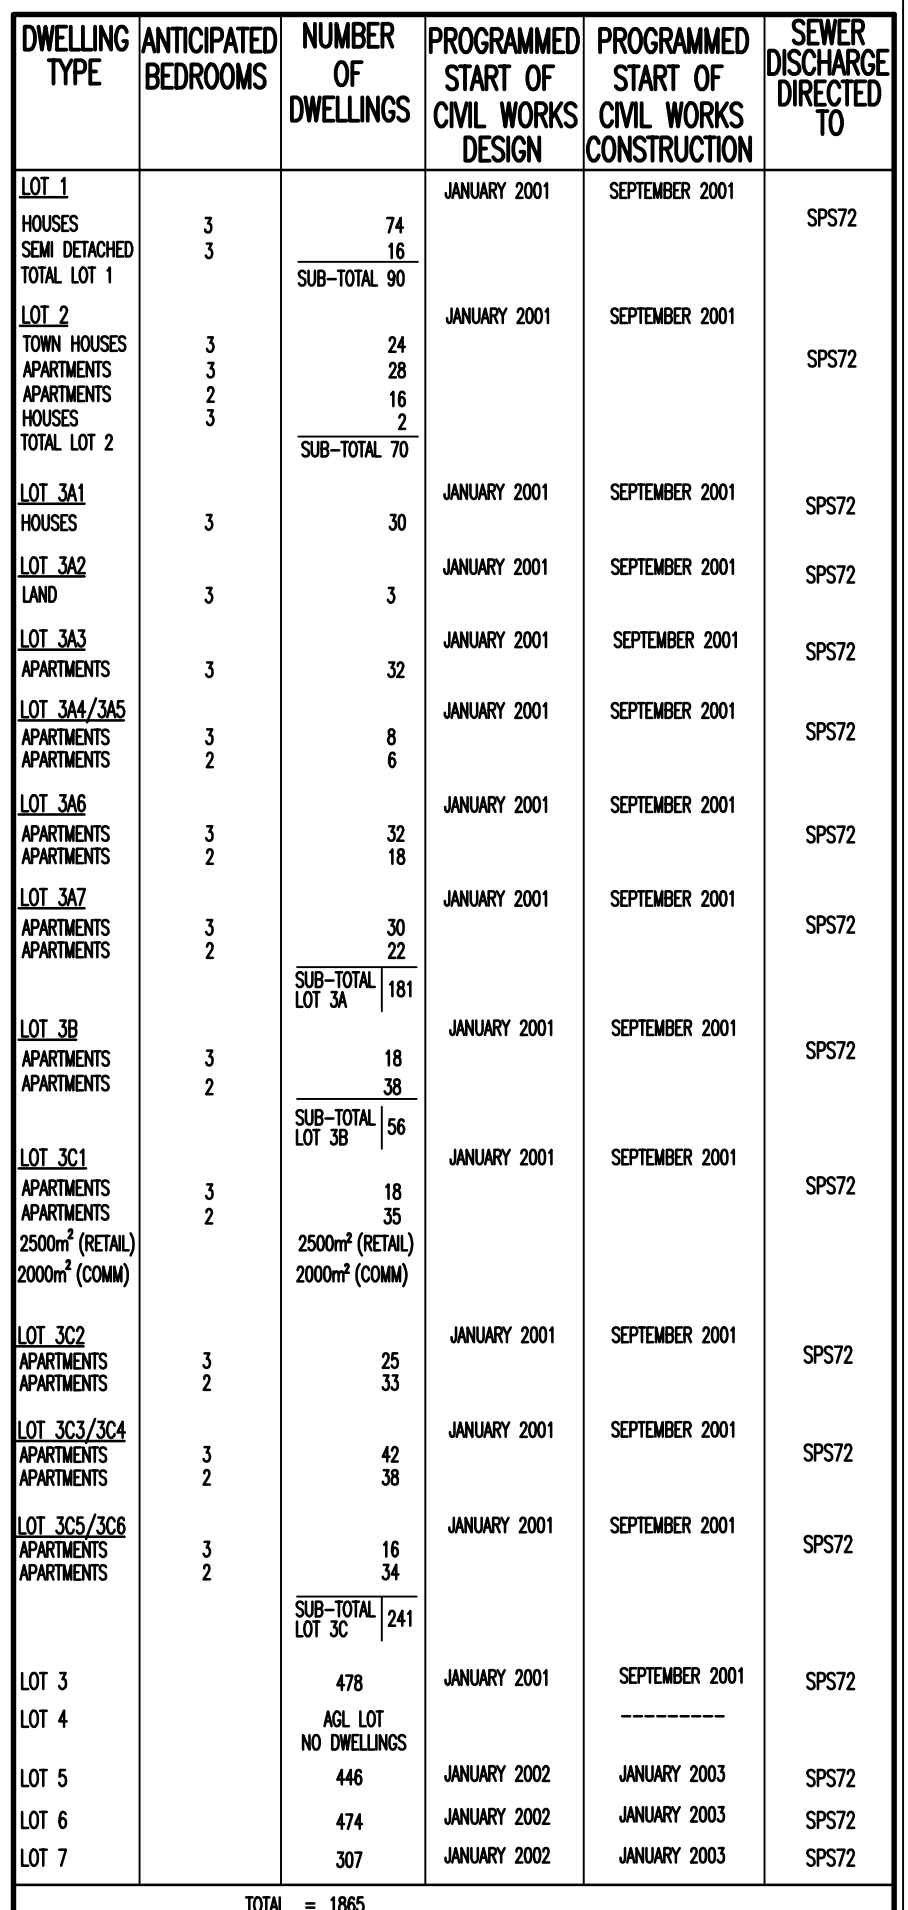 DWELLING TYPE ANTICIPATED BEDROOMS NUMBER OF DWELLINGS PROGRAMMED START OF CIVIL WORKS DESIGN PROGRAMMED START OF CIVIL WORKS CONSTRUCTION SEWER DISCHARGE DIRECTED TO
LOT 1 JANUARY 2001 SEPTEMBER 2001
SPS72
HOUSES 3 74
SEMI DETACHED 3 16
TOTAL LOT 1 SUB-TOTAL 90
LOT 2 JANUARY 2001 SEPTEMBER 2001
TOWN HOUSES 3 24
SPS72
APARTMENTS 3 28
APARTMENTS 2 16
HOUSES 3 2
TOTAL LOT 2 SUB-TOTAL 70
LOT 3A1 JANUARY 2001 SEPTEMBER 2001 SPS72
HOUSES 3 30
LOT 3A2 JANUARY 2001 SEPTEMBER 2001 SPS72
LAND 3 3
LOT 3A3 JANUARY 2001 SEPTEMBER 2001 SPS72
APARTMENTS 3 32
LOT 3A4/3A5 JANUARY 2001 SEPTEMBER 2001 SPS72
APARTMENTS 3 8
APARTMENTS 2 6
LOT 3A6 JANUARY 2001 SEPTEMBER 2001
APARTMENTS 3 32 SPS72
APARTMENTS 2 18
LOT 3A7 JANUARY 2001 SEPTEMBER 2001
APARTMENTS 3 30 SPS72
APARTMENTS 2 22
SUB-TOTAL LOT 3A 181
LOT 3B JANUARY 2001 SEPTEMBER 2001
APARTMENTS 3 18 SPS72
APARTMENTS 2 38
SUB-TOTAL LOT 3B 56
LOT 3C1 JANUARY 2001 SEPTEMBER 2001
APARTMENTS 3 18 SPS72
APARTMENTS 2 35
2500m² (RETAIL) 2500m² (RETAIL)
2000m² (COMM) 2000m² (COMM)
LOT 3C2 JANUARY 2001 SEPTEMBER 2001
APARTMENTS 3 25 SPS72
APARTMENTS 2 33
LOT 3C3/3C4 JANUARY 2001 SEPTEMBER 2001
APARTMENTS 3 42 SPS72
APARTMENTS 2 38
LOT 3C5/3C6 JANUARY 2001 SEPTEMBER 2001
APARTMENTS 3 16 SPS72
APARTMENTS 2 34
SUB-TOTAL LOT 3C 241
LOT 3 478 JANUARY 2001 SEPTEMBER 2001 SPS72
LOT 4 AGL LOT NO DWELLINGS ---------
LOT 5 446 JANUARY 2002 JANUARY 2003 SPS72
LOT 6 474 JANUARY 2002 JANUARY 2003 SPS72
LOT 7 307 JANUARY 2002 JANUARY 2003 SPS72
TOTAL = 1865